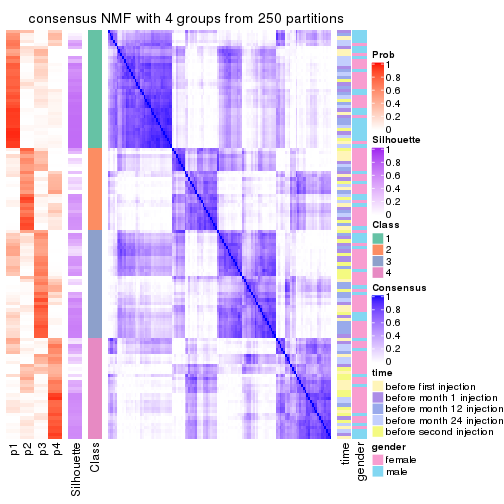 consensus NMF with 4 groups from 250 partitions
Prob
1
0.8
0.6
0.4
0.2
0
Silhouette
1
0.8
0.6
0.4
0.2
0
Class
1
2
3
4
Consensus
1
0.8
0.6
0.4
0.2
0
time
before first injection
before month 1 injection
before month 12 injection
before month 24 injection
before second injection
gender
female
male
p1
p2
p3
p4
Silhouette
Class
time
gender